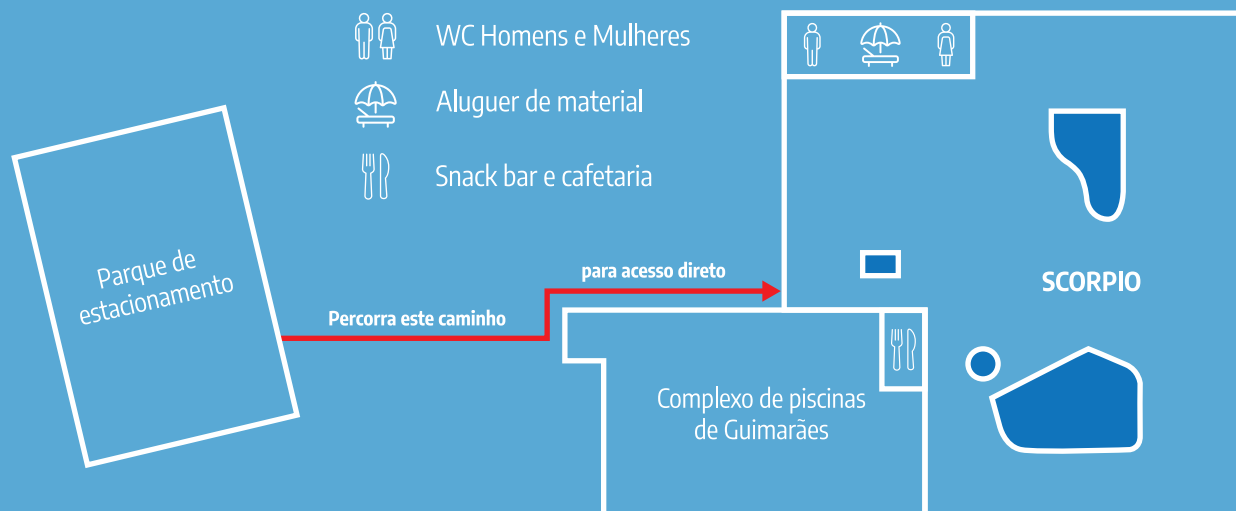 WC Homens e Mulheres
Aluguer de material
Snack bar e cafetaria
Parque de
estacionamento
Percorra este caminho
para acesso direto
SCORPIO
Complexo de piscinas
de Guimarães